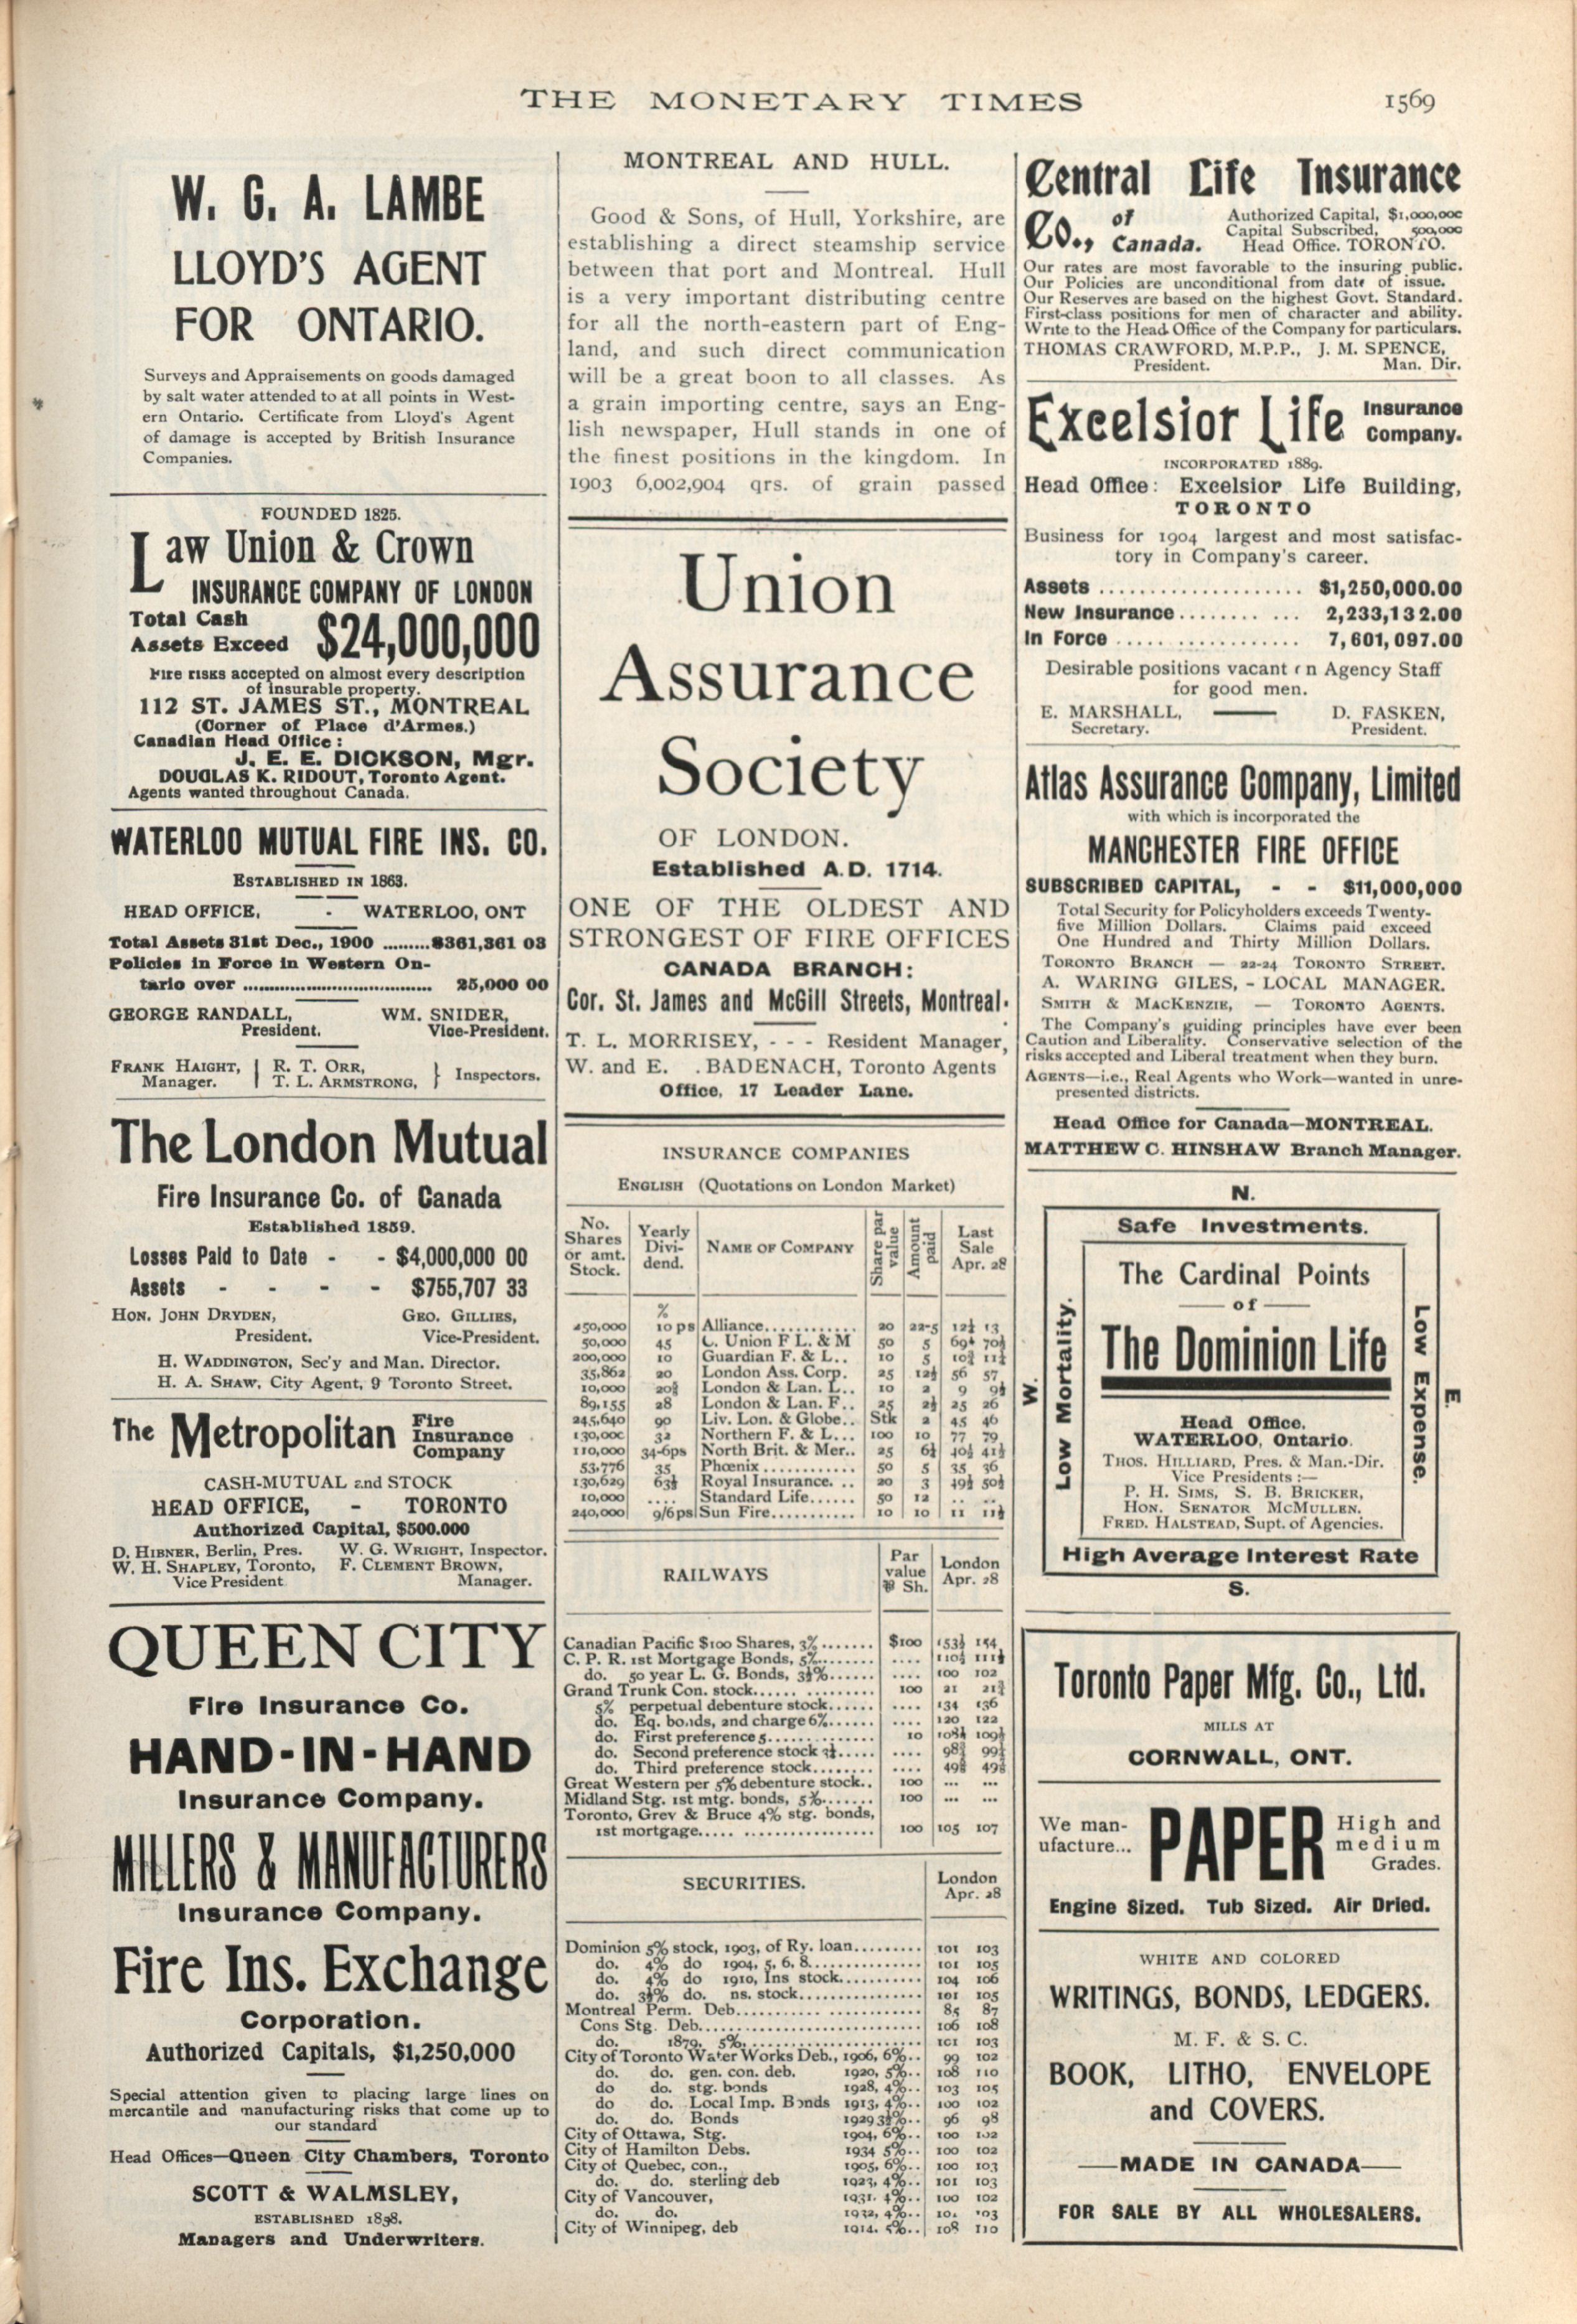 THE MONETARY TIMES 1569
W. G. A. LAMBE
LLOYD'S AGENT
FOR ONTARIO.
Surveys and Appraisements on goods damaged
by salt water attended to at all points in West-
ern Ontario. Certificate from Lloyd's Agent
of damage is accepted by British Insurance
Companies.
FOUNDED 1825.
Law Union & Crown
INSURANCE COMPANY OF LONDON
Total Cash
Assets Exceed $24,000,000
Fire risks accepted on almost every description
of insurable property.
112 ST. JAMES ST., MONTREAL
(Corner of Place d'Armes.)
Canadian Head Office:
J. E. E. DICKSON, Mgr.
DOUGLAS K. RIDOUT, Toronto Agent.
Agents wanted throughout Canada.
WATERLOO MUTUAL FIRE INS. CO.
ESTABLISHED IN 1863.
HEAD OFFICE, - WATERLOO, ONT
Total Assets 31st Dec., 1900 .........$361,361 03
Policies in Force in Western On-
tario over ................................... 25,000 00
GEORGE RANDALL, WM. SNIDER,
President. Vice-President.
FRANK HAIGHT, R. T. ORR,
Manager. T. L. ARMSTRONG, } Inspectors.
The London Mutual
Fire Insurance Co. of Canada
Established 1859.
Losses Paid to Date - - $4,000,000 00
Assets - - - - $755,707 33
HON. JOHN DRYDEN, GEO. GILLIES,
President. Vice-President.
H. WADDINGTON, Sec'y and Man. Director.
H. A. SHAW, City Agent, 9 Toronto Street.
The Metropolitan Fire Insurance Company
CASH-MUTUAL and STOCK
HEAD OFFICE, - TORONTO
Authorized Capital, $500.000
D. HIBNER, Berlin, Pres. W. G. WRIGHT, Inspector.
W. H. SHAPLEY, Toronto, F. CLEMENT BROWN,
Vice President Manager.
QUEEN CITY
Fire Insurance Co.
HAND-IN-HAND
Insurance Company.
MILLERS & MANUFACTURERS
Insurance Company.
Fire Ins. Exchange
Corporation.
Authorized Capitals, $1,250,000
Special attention given to placing large lines on
mercantile and manufacturing risks that come up to
our standard
Head Offices—Queen City Chambers, Toronto
SCOTT & WALMSLEY,
ESTABLISHED 1858.
Managers and Underwriters.
MONTREAL AND HULL.
Good & Sons, of Hull, Yorkshire, are
establishing a direct steamship service
between that port and Montreal. Hull
is a very important distributing centre
for all the north-eastern part of Eng-
land, and such direct communication
will be a great boon to all classes. As
a grain importing centre, says an Eng-
lish newspaper, Hull stands in one of
the finest positions in the kingdom. In
1903 6,002,904 qrs. of grain passed
Union
Assurance
Society
OF LONDON.
Established A.D. 1714.
ONE OF THE OLDEST AND
STRONGEST OF FIRE OFFICES
CANADA BRANCH:
Cor. St. James and McGill Streets, Montreal.
T. L. MORRISEY, - - - Resident Manager,
W. and E. . BADENACH, Toronto Agents
Office, 17 Leader Lane.
INSURANCE COMPANIES
ENGLISH (Quotations on London Market)
No. Shares or amt. Stock. Yearly Divi- dend. NAME OF COMPANY Share par value Amount paid Last Sale Apr. 28
%
250,000 10 ps Alliance............ 20 22-5 12½ 13
50,000 45 C. Union F L. & M 50 5 70½
200,000 10 Guardian F. & L.. 10 5
35,862 20 London Ass. Corp. 25 12½ 56 57
10,000 London & Lan. L.. 10 2 9 9½
89,155 28 London & Lan. F.. 25 2½ 25 26
245,640 90 Liv. Lon. & Globe.. Stk 2 45 46
130,000 32 Northern F. & L... 100 10 77 79
110,000 34-6ps North Brit. & Mer.. 25 6¼ 40½ 41½
53,776 35 Phœnix............ 50 5 35 36
130,629 63½ Royal Insurance. .. 20 3 49½ 50½
10,000 .... Standard Life...... 50 12 .. ..
240,000 9/6ps Sun Fire........... 10 10 11 11½
RAILWAYS Par value ⅌ Sh. London Apr. 28
Canadian Pacific $100 Shares, 3%....... $100 153½ 154
C. P. R. 1st Mortgage Bonds, 5%........ .... 110½ 111½
do. 50 year L. G. Bonds, 3½%...... .... 100 102
Grand Trunk Con. stock...... ......... 100 21
5% perpetual debenture stock...... .... 134 136
do. Eq. bonds, and charge 6%...... .... 120 122
do. First preference 5............. 10 108½ 109½
do. Second preference stock 3½..... ....
do. Third preference stock........ ....
Great Western per 5% debenture stock.. 100 ... ...
Midland Stg. 1st mtg. bonds, 5%....... 100 ... ...
Toronto, Grey & Bruce 4% stg. bonds,
1st mortgage..... ................. 100 105 107
SECURITIES. London Apr. 28
Dominion 5% stock, 1903, of Ry. loan......... 101 103
do. 4% do 1904, 5, 6, 8............... 101 105
do. 4% do 1910, Ins stock........... 104 106
do. 3½% do. ns. stock................ 101 105
Montreal Perm. Deb........... ............ 85 87
Cons Stg. Deb............................ 106 108
do. 1879, 5%,....................... 101 103
City of Toronto Water Works Deb., 1906, 6%.. 99 102
do. do. gen. con. deb. 1920, 5%.. 108 110
do do. stg. bonds 1928, 4%.. 103 105
do do. Local Imp. Bonds 1913, 4%.. 100 102
do. do. Bonds 1929 3½%.. 96 98
City of Ottawa, Stg. 1904, 6%.. 100 102
City of Hamilton Debs. 1934 5%.. 100 102
City of Quebec, con., 1905, 6%.. 100 103
do. do. sterling deb 1923, 4%.. 101 103
City of Vancouver, 1931, 4%.. 100 102
do. do. 1932, 4%.. 103
City of Winnipeg, deb 1914, 5%.. 108 110
Central Life Insurance
Co., of Canada.
Authorized Capital, $1,000,000
Capital Subscribed, 500,000
Head Office. TORONTO.
Our rates are most favorable to the insuring public.
Our Policies are unconditional from date of issue.
Our Reserves are based on the highest Govt. Standard.
First-class positions for men of character and ability.
Write to the Head Office of the Company for particulars.
THOMAS CRAWFORD, M.P.P., J. M. SPENCE,
President. Man. Dir.
Excelsior Life Insurance Company.
INCORPORATED 1889.
Head Office: Excelsior Life Building,
TORONTO
Business for 1904 largest and most satisfac-
tory in Company's career.
Assets .................... $1,250,000.00
New Insurance........ ... 2,233,132.00
In Force .... ............ 7,601,097.00
Desirable positions vacant on Agency Staff
for good men.
E. MARSHALL, D. FASKEN,
Secretary. President.
Atlas Assurance Company, Limited
with which is incorporated the
MANCHESTER FIRE OFFICE
SUBSCRIBED CAPITAL, - - $11,000,000
Total Security for Policyholders exceeds Twenty-
five Million Dollars. Claims paid exceed
One Hundred and Thirty Million Dollars.
TORONTO BRANCH — 22-24 TORONTO STREET.
A. WARING GILES, - LOCAL MANAGER.
SMITH & MACKENZIE, — TORONTO AGENTS.
The Company's guiding principles have ever been
Caution and Liberality. Conservative selection of the
risks accepted and Liberal treatment when they burn.
AGENTS—i.e., Real Agents who Work—wanted in unre-
presented districts.
Head Office for Canada—MONTREAL.
MATTHEW C. HINSHAW Branch Manager.
N.
Safe Investments.
W.
Low Mortality.
The Cardinal Points
of
The Dominion Life
Head Office.
WATERLOO, Ontario.
THOS. HILLIARD, Pres. & Man.-Dir.
Vice Presidents :—
P. H. SIMS, S. B. BRICKER,
HON. SENATOR MCMULLEN.
FRED. HALSTEAD, Supt. of Agencies.
Low Expense.
E.
High Average Interest Rate
S.
Toronto Paper Mfg. Co., Ltd.
MILLS AT
CORNWALL, ONT.
We man-
ufacture... PAPER High and
medium
Grades.
Engine Sized. Tub Sized. Air Dried.
WHITE AND COLORED
WRITINGS, BONDS, LEDGERS.
M. F. & S. C.
BOOK, LITHO, ENVELOPE
and COVERS.
—MADE IN CANADA—
FOR SALE BY ALL WHOLESALERS.